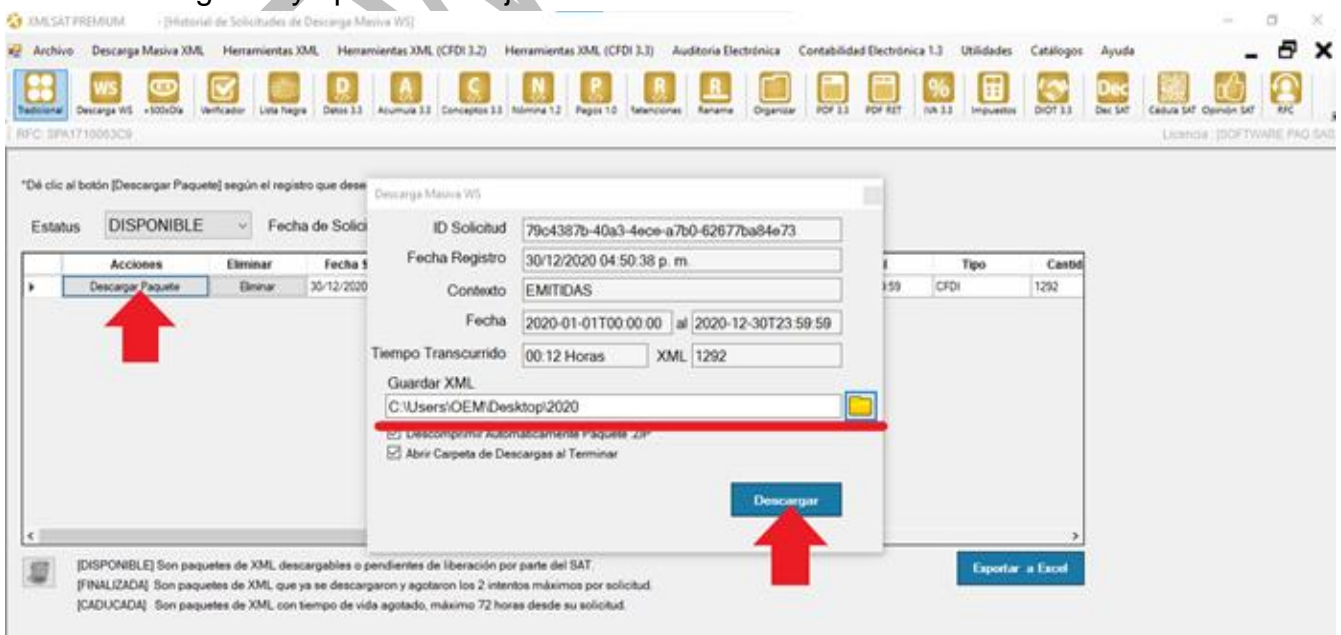 XMLSAT PREMIUM - [Historial de Solicitudes de Descarga Masiva WS]
Archivo Descarga Masiva XML Herramientas XML Herramientas XML (CFDI 3.2) Herramientas XML (CFDI 3.3) Auditoria Electrónica Contabilidad Electrónica 1.3 Utilidades Catálogos Ayuda
WS +500 D A C N P R R % Dec
Tradicional Descarga WS +500xDía Verificador Lista Negra Datos 3.3 Acumula 3.3 Conceptos 3.3 Nómina 1.2 Pagos 1.0 Retenciones Rename Organizar PDF 3.3 PDF RET IVA 3.3 Impuestos DIOT 3.3 Dec SAT Cedula SAT Opinión SAT RFC
RFC: SPA1710063C9 Licencia : [SOFTWARE PAQ SAS
*Dé clic al botón [Descargar Paquete] según el registro que dese
Estatus DISPONIBLE Fecha de Solici
Acciones Eliminar Fecha S Tipo Cantid
Descargar Paquete Eliminar 30/12/2020 :59 CFDI 1292
Descarga Masiva WS
ID Solicitud 79c4387b-40a3-4ece-a7b0-62677ba84e73
Fecha Registro 30/12/2020 04:50:38 p. m.
Contexto EMITIDAS
Fecha 2020-01-01T00:00:00 al 2020-12-30T23:59:59
Tiempo Transcurrido 00:12 Horas XML 1292
Guardar XML
C:\Users\OEM\Desktop\2020
Descomprimir Automáticamente Paquete .ZIP
Abrir Carpeta de Descargas al Terminar
Descargar
[DISPONIBLE] Son paquetes de XML descargables o pendientes de liberación por parte del SAT.
[FINALIZADA] Son paquetes de XML que ya se descargaron y agotaron los 2 intentos máximos por solicitud.
[CADUCADA] Son paquetes de XML con tiempo de vida agotado, máximo 72 horas desde su solicitud.
Exportar a Excel